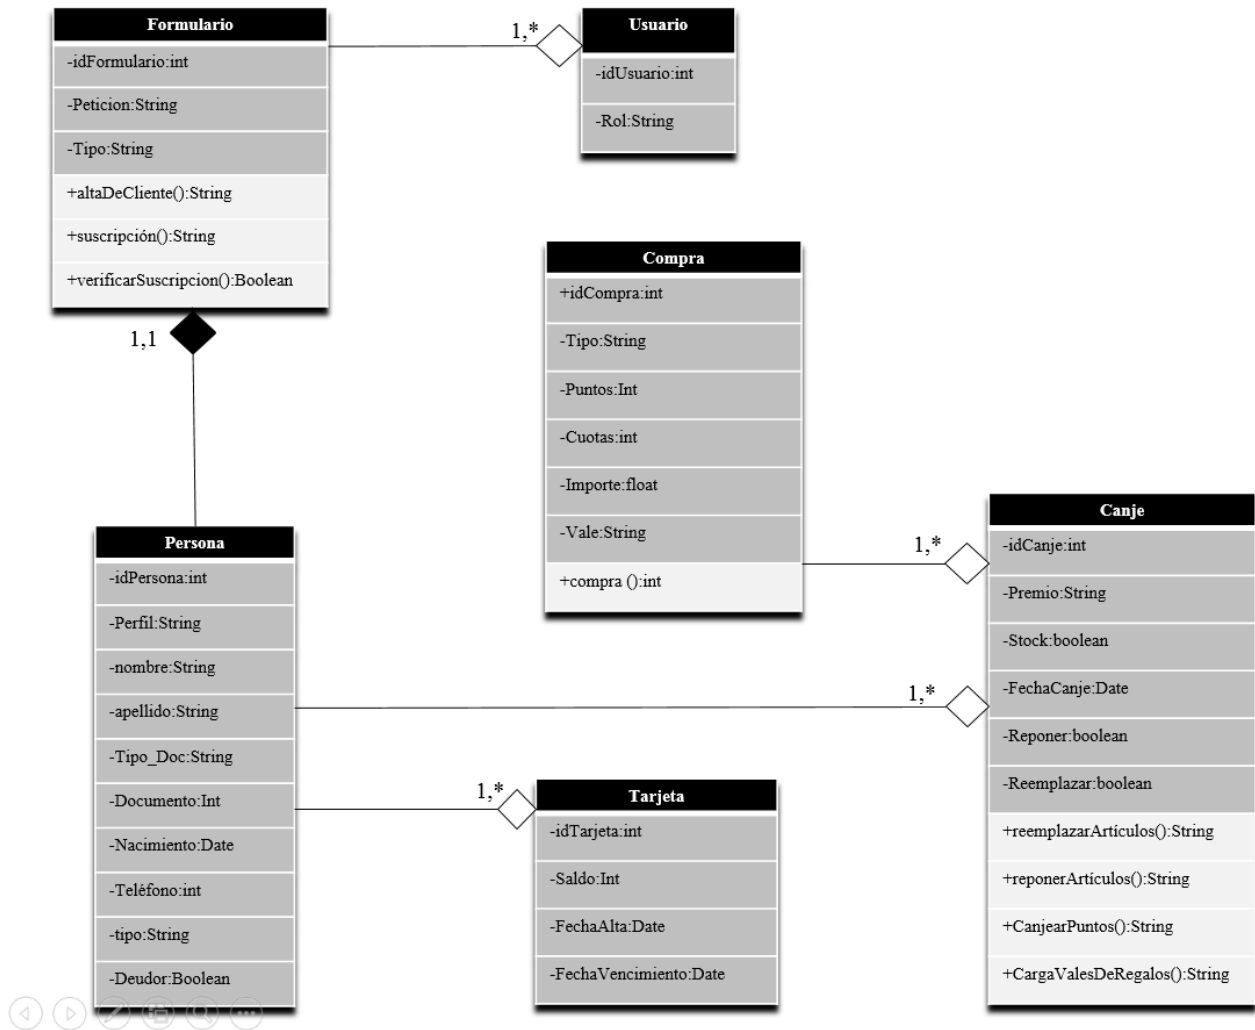 Formulario
-idFormulario:int
-Peticion:String
-Tipo:String
+altaDeCliente():String
+suscripción():String
+verificarSuscripcion():Boolean
1,*
Usuario
-idUsuario:int
-Rol:String
1,1
Compra
+idCompra:int
-Tipo:String
-Puntos:Int
-Cuotas:int
-Importe:float
-Vale:String
+compra ():int
1,*
Canje
-idCanje:int
-Premio:String
-Stock:boolean
-FechaCanje:Date
-Reponer:boolean
-Reemplazar:boolean
+reemplazarArtículos():String
+reponerArtículos():String
+CanjearPuntos():String
+CargaValesDeRegalos():String
Persona
-idPersona:int
-Perfil:String
-nombre:String
-apellido:String
-Tipo_Doc:String
-Documento:Int
-Nacimiento:Date
-Teléfono:int
-tipo:String
-Deudor:Boolean
1,*
1,*
Tarjeta
-idTarjeta:int
-Saldo:Int
-FechaAlta:Date
-FechaVencimiento:Date